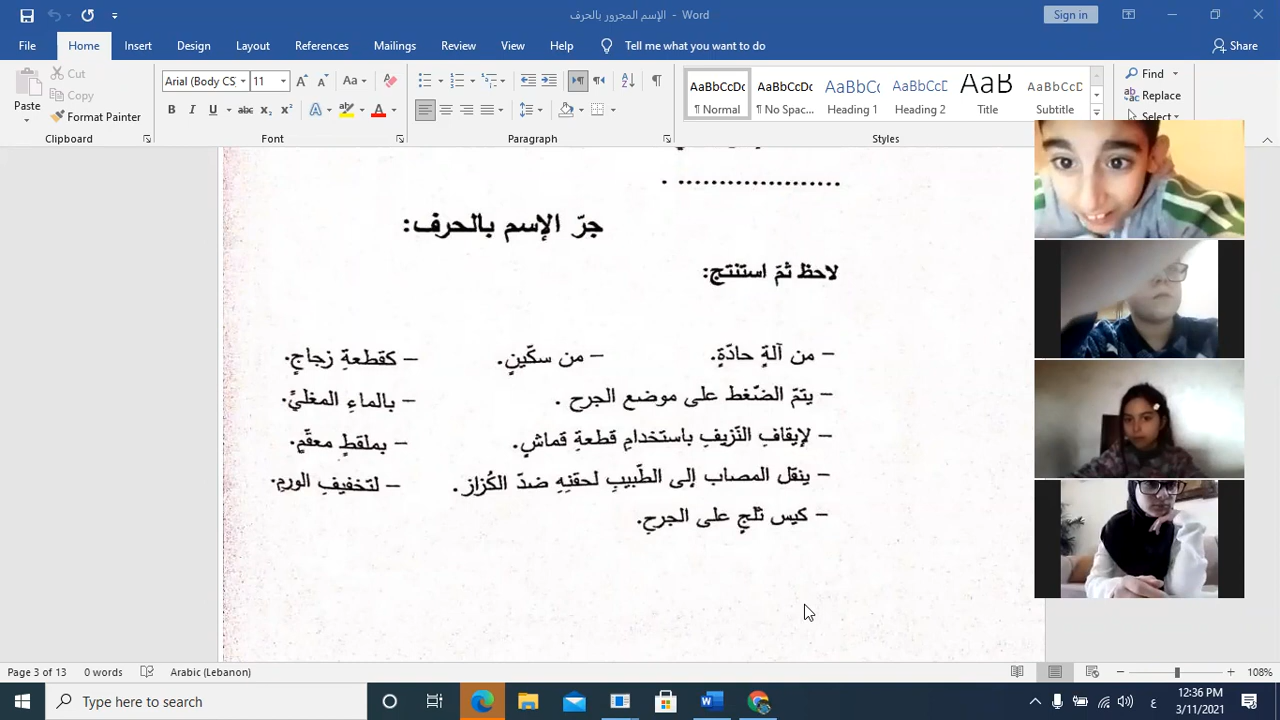 الإسم المجرور بالحرف - Word
Sign in
File Home Insert Design Layout References Mailings Review View Help Tell me what you want to do Share
Paste Cut Copy Format Painter
Clipboard
Arial (Body CS 11
Font
Paragraph
AaBbCcDc ¶ Normal
AaBbCcDc ¶ No Spac...
AaBbCc Heading 1
AaBbCcD Heading 2
AaB Title
AaBbCcD Subtitle
Styles
Find
Replace
Select
جرّ الإسم بالحرف:
لاحظ ثمّ استنتج:
– من آلةٍ حادّةٍ. – من سكّينٍ. – كقطعةِ زجاجٍ.
– يتمّ الضّغط على موضع الجرح . – بالماءِ المغليِّ.
– لإيقافِ النّزيفِ باستخدامِ قطعةِ قماشٍ. – بملقطٍ معقّمٍ.
– ينقل المصاب إلى الطّبيبِ لحقنِهِ ضدّ الكُزاز . – لتخفيفِ الورمِ.
– كيس ثلجٍ على الجرحِ.
Page 3 of 13 0 words Arabic (Lebanon) 108%
Type here to search
ع
12:36 PM
3/11/2021